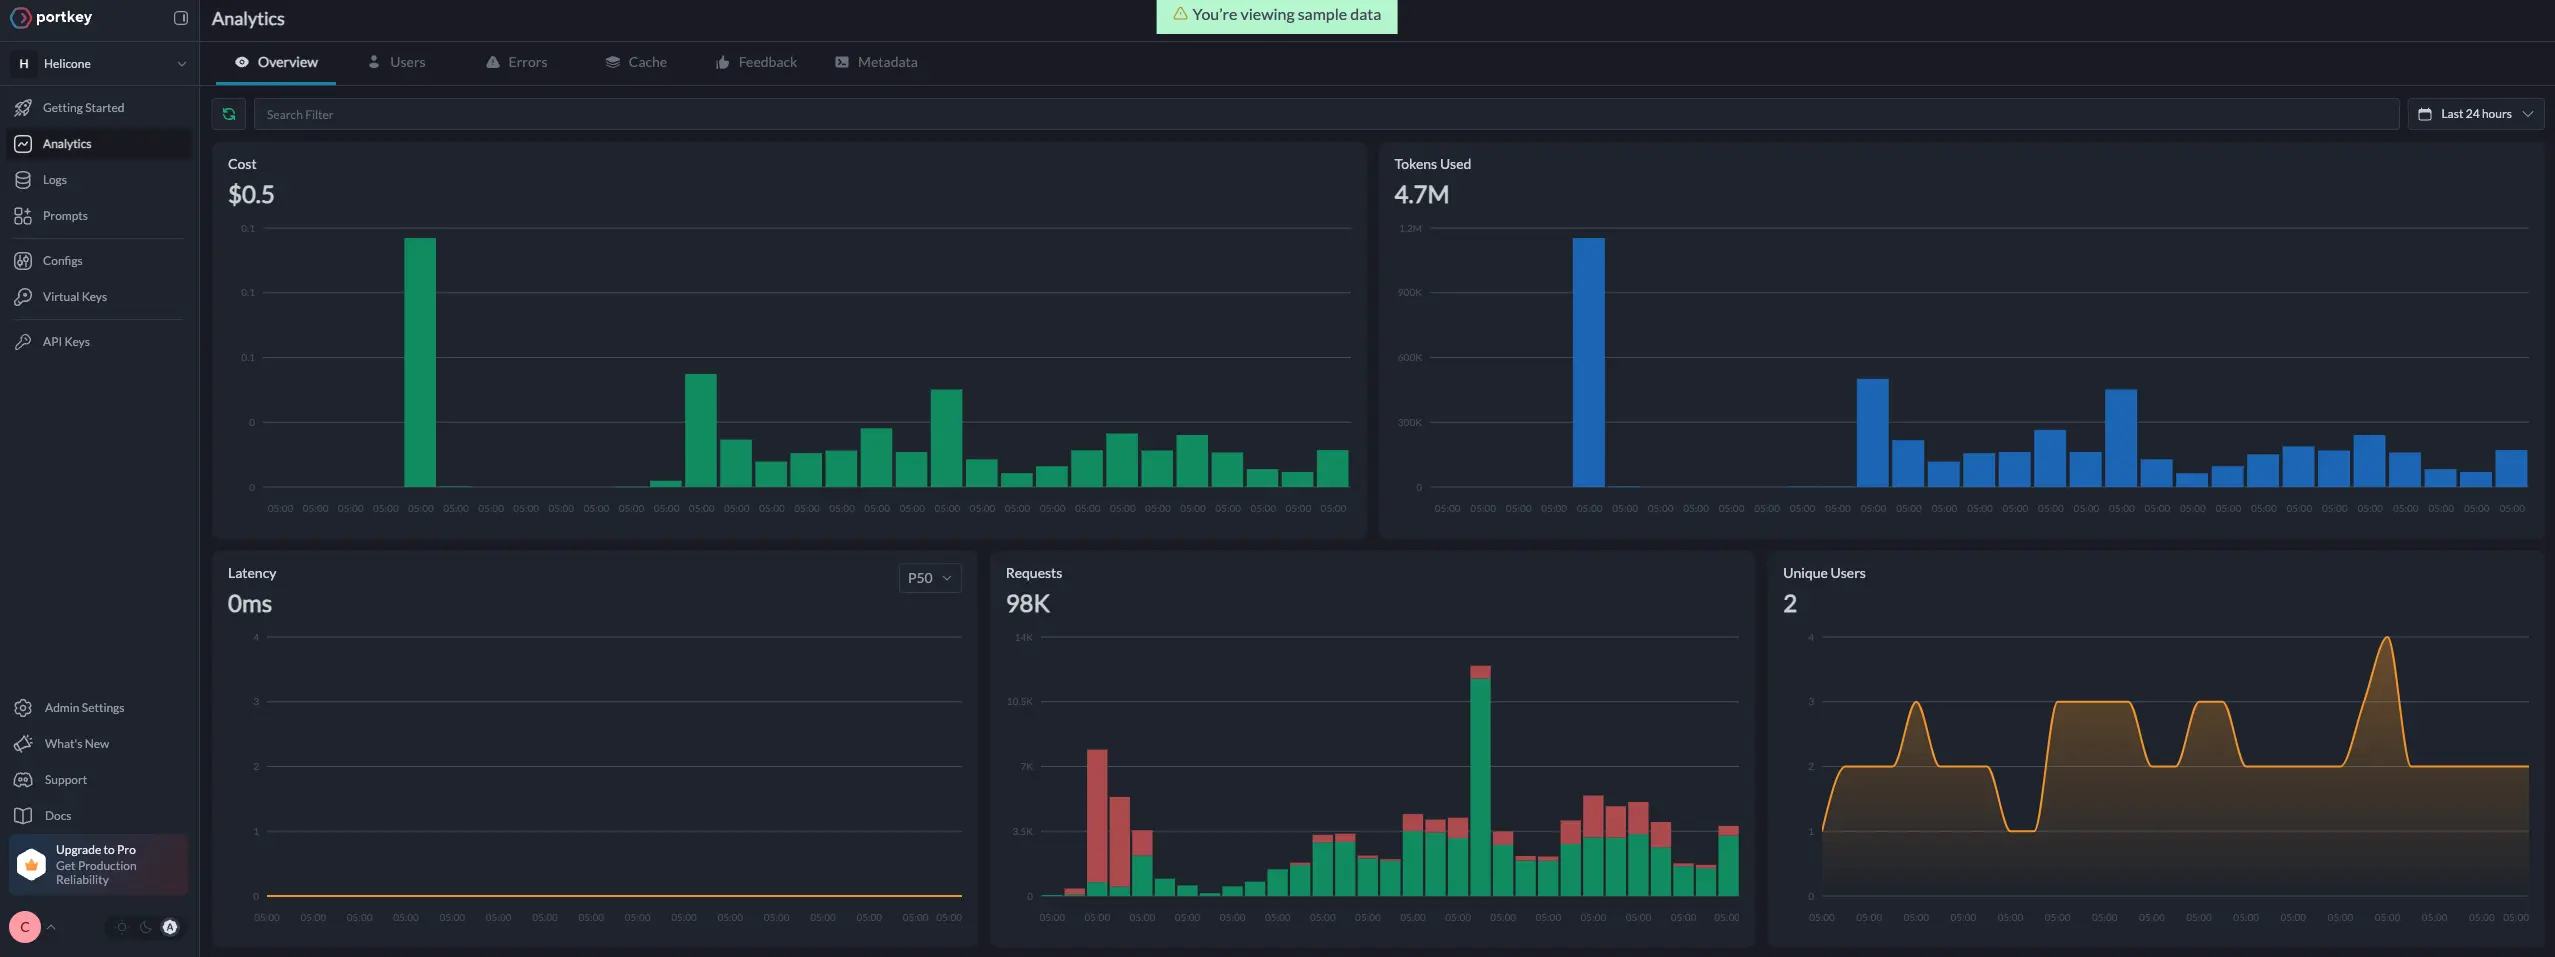 portkey
H Helicone
Getting Started
Analytics
Logs
Prompts
Configs
Virtual Keys
API Keys
Admin Settings
What's New
Support
Docs
Upgrade to Pro
Get Production
Reliability
C
A
Analytics
You're viewing sample data
Overview Users Errors Cache Feedback Metadata
Search Filter
Last 24 hours
Cost
$0.5
0.1
0.1
0.1
0
0
05:00 05:00 05:00 05:00 05:00 05:00 05:00 05:00 05:00 05:00 05:00 05:00 05:00 05:00 05:00 05:00 05:00 05:00 05:00 05:00 05:00 05:00 05:00 05:00 05:00 05:00 05:00 05:00 05:00 05:00 05:00
Tokens Used
4.7M
1.2M
900K
600K
300K
0
05:00 05:00 05:00 05:00 05:00 05:00 05:00 05:00 05:00 05:00 05:00 05:00 05:00 05:00 05:00 05:00 05:00 05:00 05:00 05:00 05:00 05:00 05:00 05:00 05:00 05:00 05:00 05:00 05:00 05:00 05:00
Latency
P50
0ms
4
3
2
1
0
05:00 05:00 05:00 05:00 05:00 05:00 05:00 05:00 05:00 05:00 05:00 05:00 05:00 05:00 05:00 05:00
Requests
98K
14K
10.5K
7K
3.5K
0
05:00 05:00 05:00 05:00 05:00 05:00 05:00 05:00 05:00 05:00 05:00 05:00 05:00 05:00 05:00 05:00
Unique Users
2
4
3
2
1
0
05:00 05:00 05:00 05:00 05:00 05:00 05:00 05:00 05:00 05:00 05:00 05:00 05:00 05:00 05:00 05:00